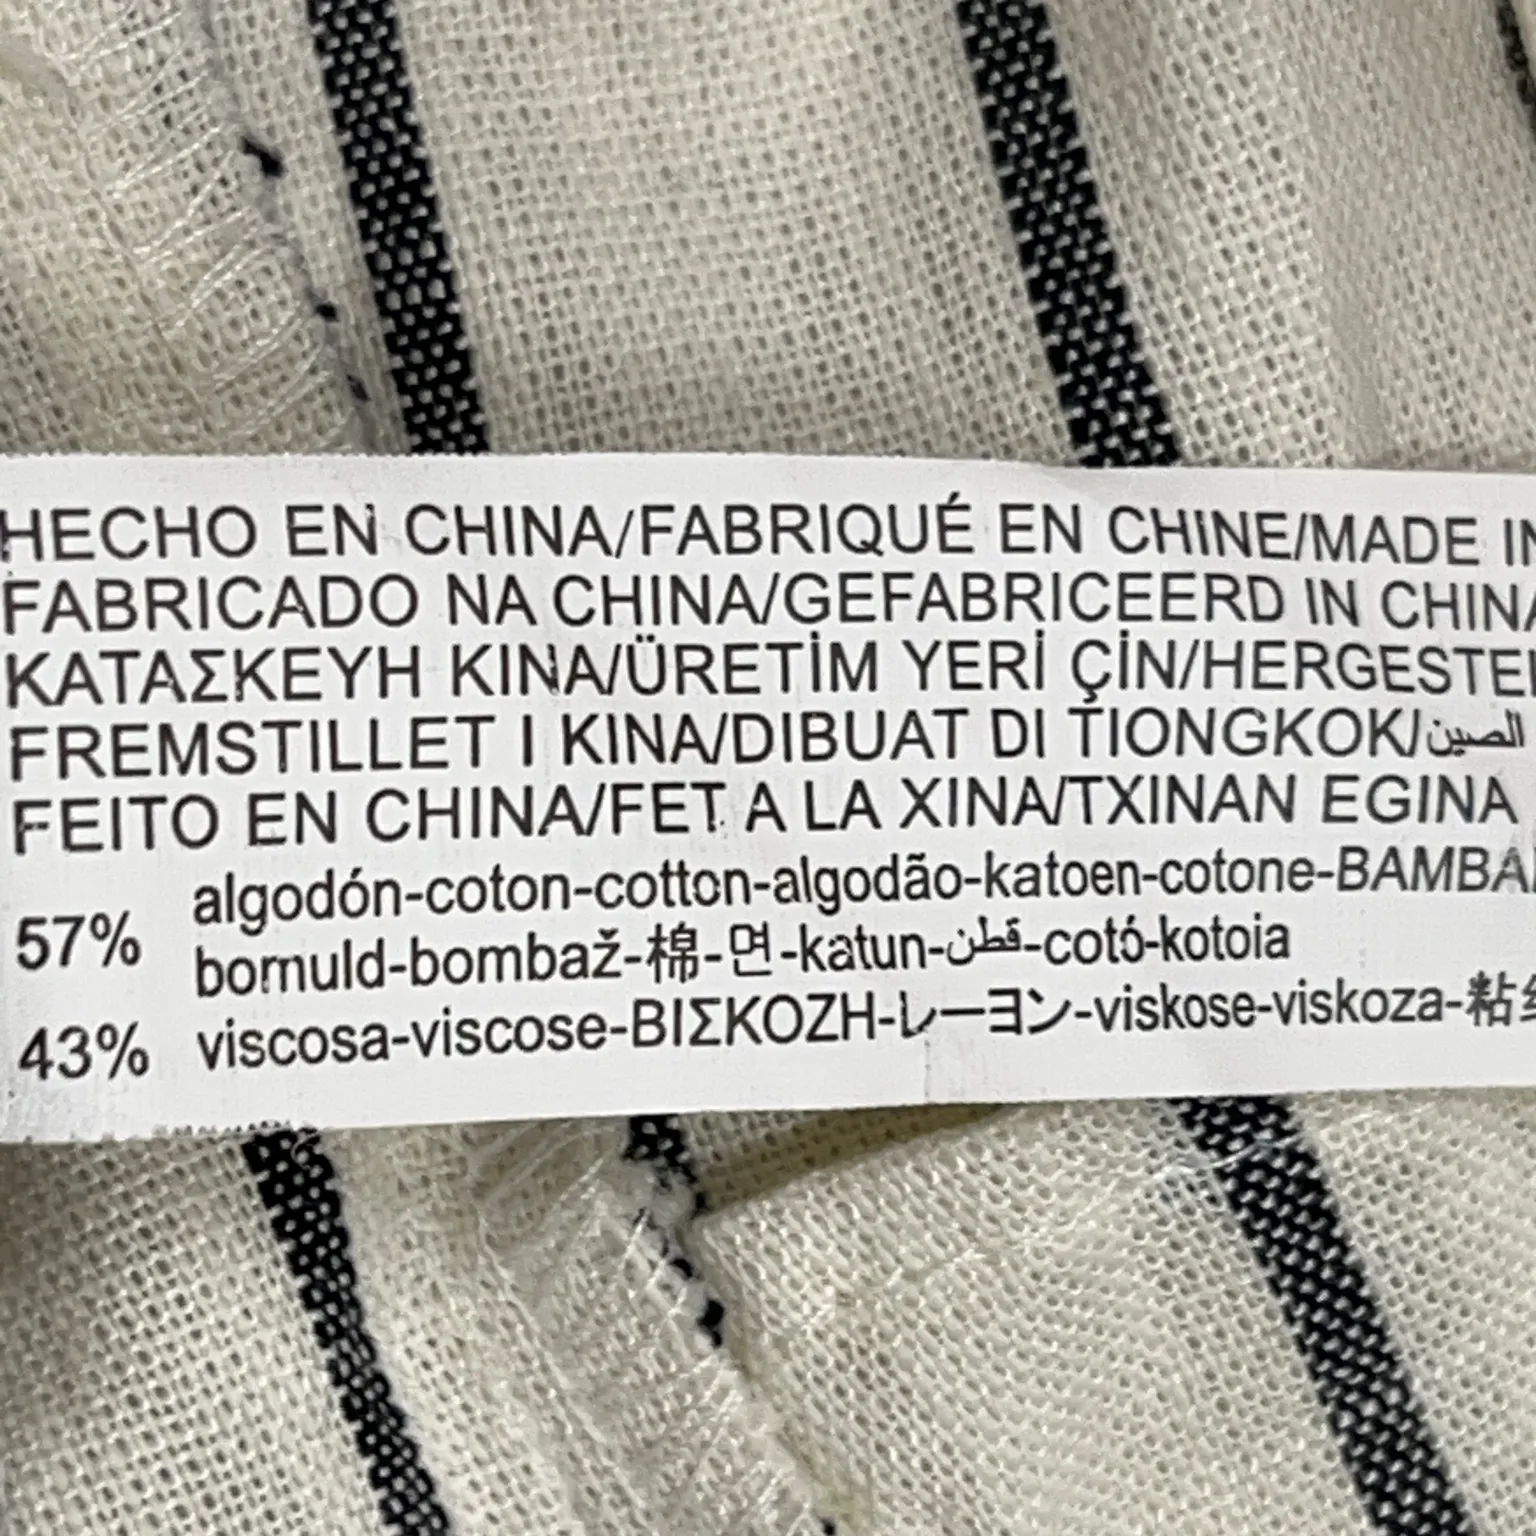 HECHO EN CHINA/FABRIQUÉ EN CHINE/MADE IN
FABRICADO NA CHINA/GEFABRICEERD IN CHINA
ΚΑΤΑΣΚΕΥΗ ΚΙΝΑ/ÜRETİM YERİ ÇİN/HERGESTEL
FREMSTILLET I KINA/DIBUAT DI TIONGKOK/الصين
FEITO EN CHINA/FET A LA XINA/TXINAN EGINA
57% algodón-coton-cotton-algodão-katoen-cotone-ΒΑΜΒΑ
bomuld-bombaž-棉-면-katun-قطن-cotó-kotoia
43% viscosa-viscose-ΒΙΣΚΟΖΗ-レーヨン-viskose-viskoza-粘